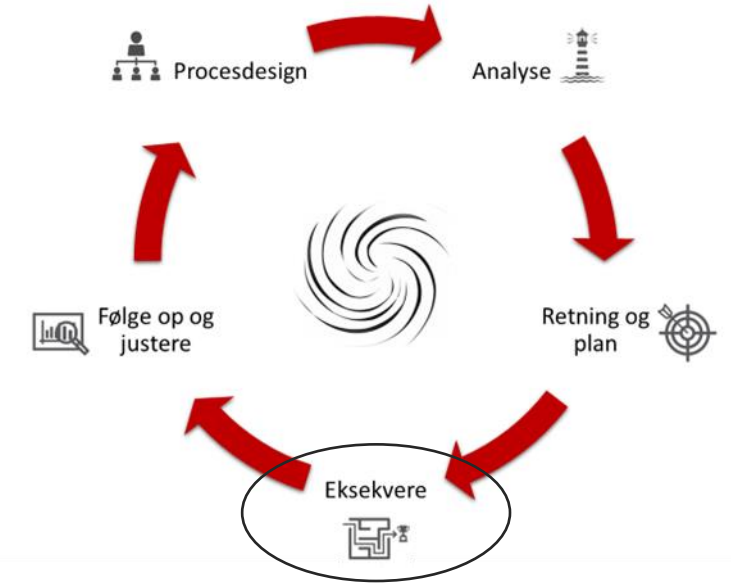 Procesdesign
Analyse
Retning og
plan
Eksekvere
Følge op og
justere